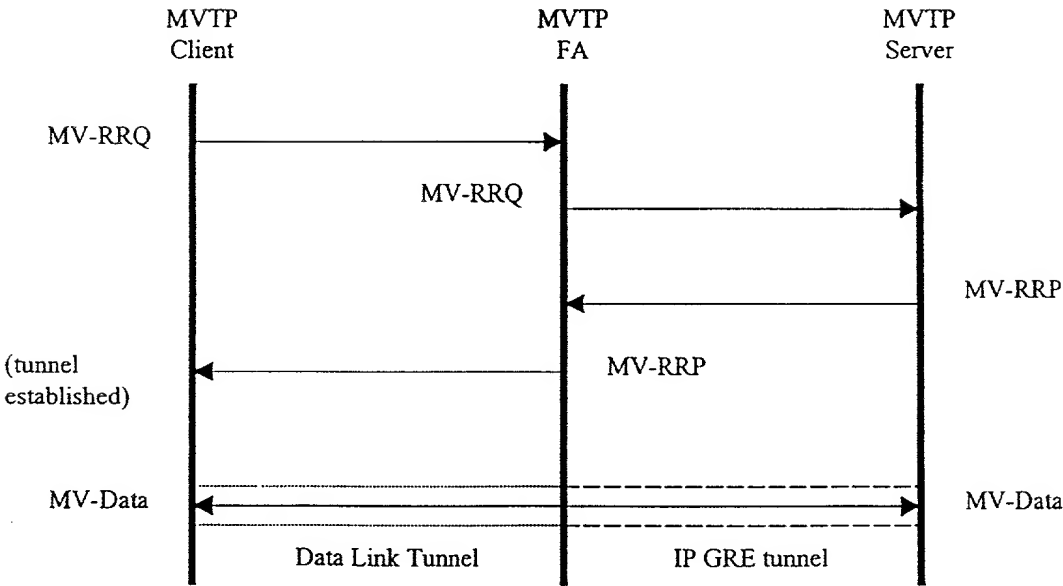 MVTP MVTP MVTP
Client FA Server
MV-RRQ
MV-RRQ
MV-RRP
(tunnel MV-RRP
established)
MV-Data MV-Data
Data Link Tunnel IP GRE tunnel